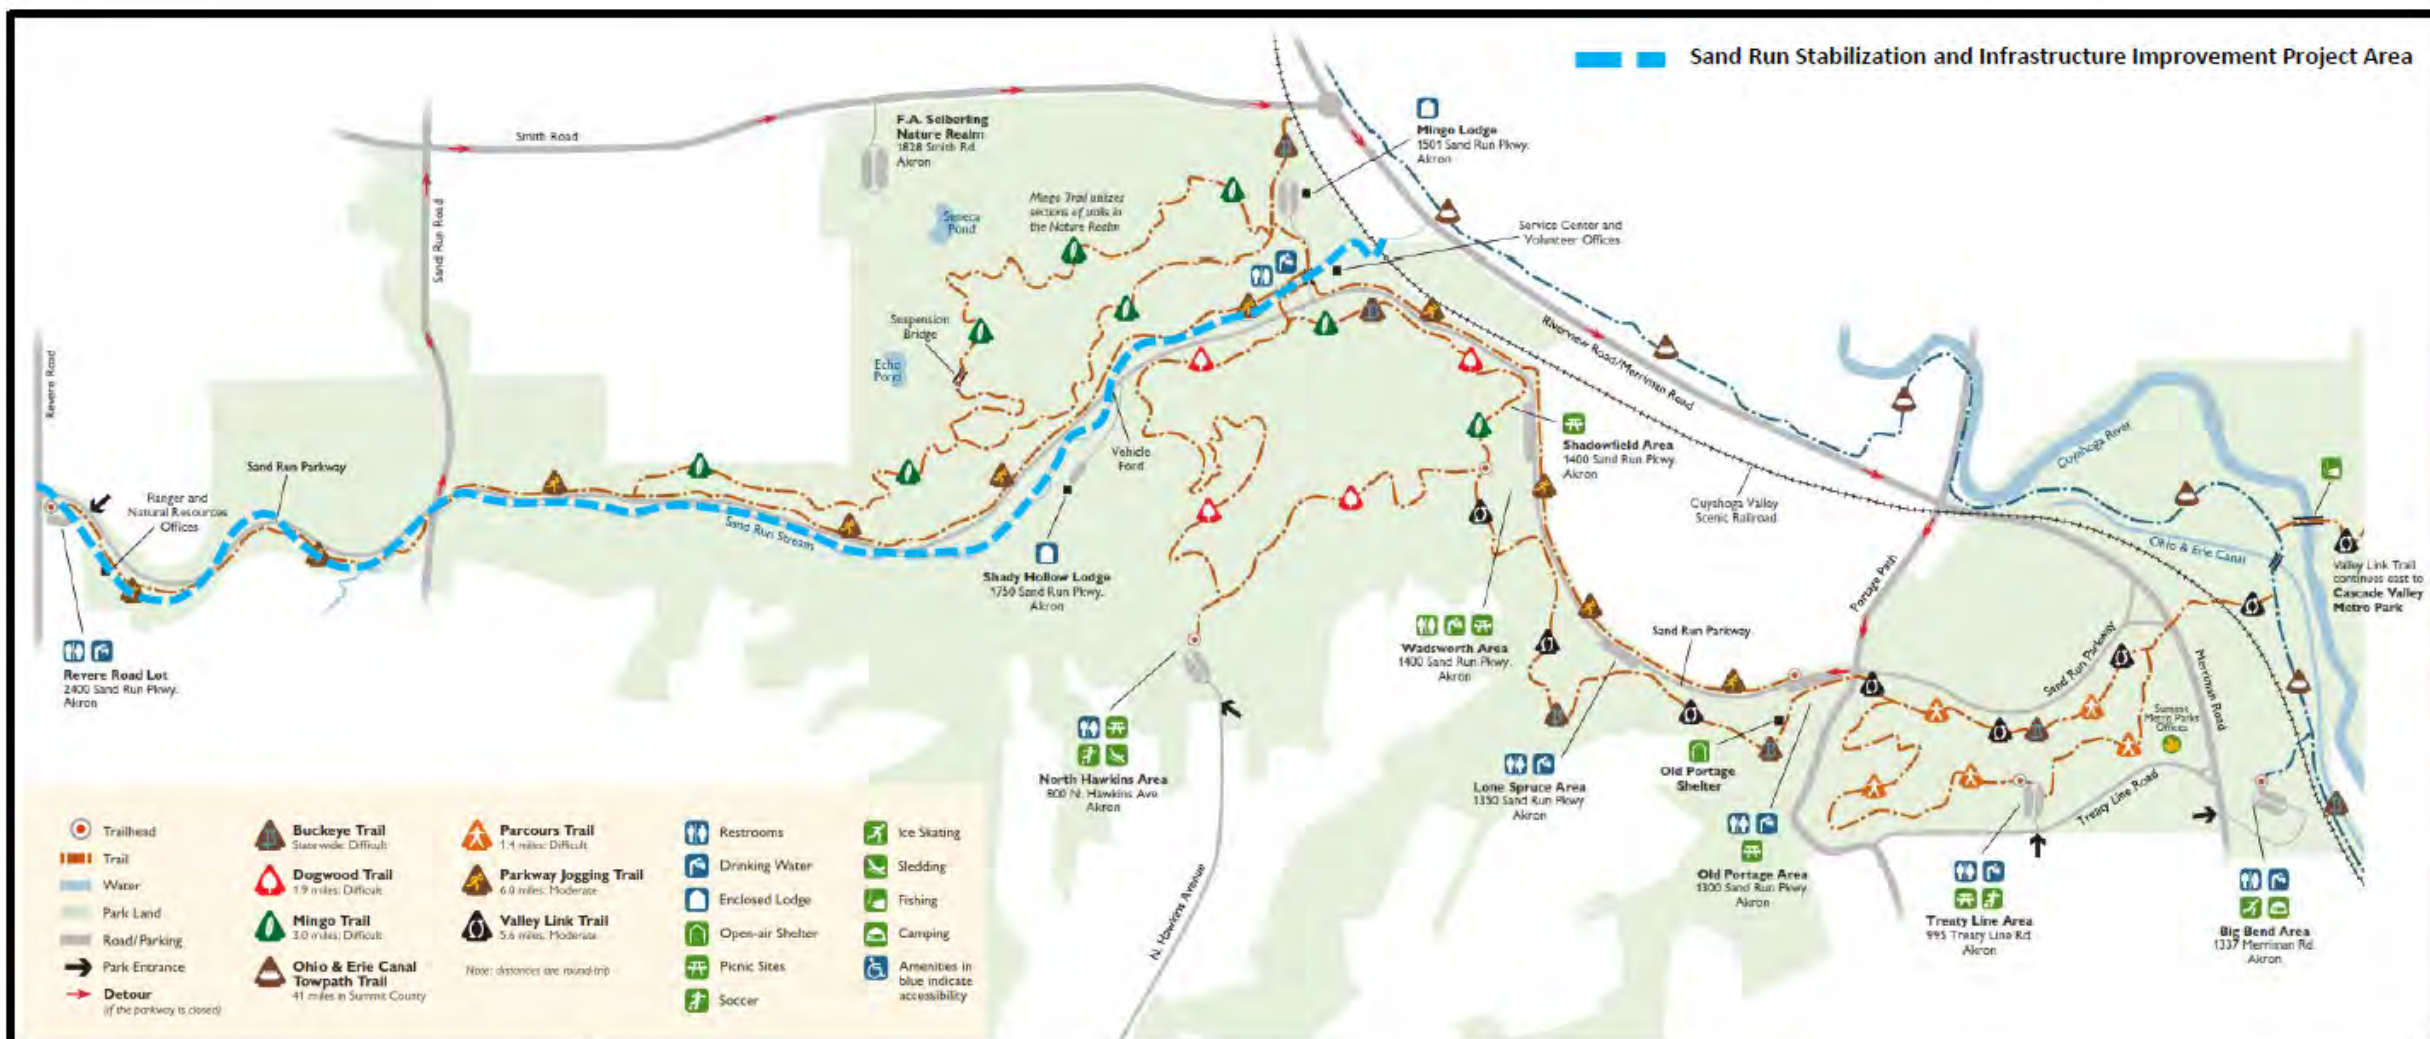 Sand Run Stabilization and Infrastructure Improvement Project Area
Smith Road
F.A. Seiberling
Nature Realm
1828 Smith Rd.
Akron
Mingo Lodge
1501 Sand Run Pkwy.
Akron
Sand Run Road
Seneca
Pond
Mingo Trail utilizes
sections of trails in
the Nature Realm
Service Center and
Volunteer Offices
Suspension
Bridge
Echo
Pond
Riverview Road/Merriman Road
Revere Road
Vehicle
Ford
Shadowfield Area
1400 Sand Run Pkwy.
Akron
Cuyahoga River
Sand Run Parkway
Ranger and
Natural Resources
Offices
Sand Run Stream
Cuyahoga Valley
Scenic Railroad
Ohio & Erie Canal
Valley Link Trail
continues east to
Cascade Valley
Metro Park
Shady Hollow Lodge
1750 Sand Run Pkwy.
Akron
Portage Path
Wadsworth Area
1400 Sand Run Pkwy.
Akron
Sand Run Parkway
Sand Run Parkway
Merriman Road
Revere Road Lot
2400 Sand Run Pkwy.
Akron
Summit
Metro Parks
Offices
North Hawkins Area
800 N. Hawkins Ave.
Akron
Lone Spruce Area
1350 Sand Run Pkwy
Akron
Old Portage
Shelter
Treaty Line Road
Old Portage Area
1300 Sand Run Pkwy.
Akron
N. Hawkins Avenue
Treaty Line Area
995 Treaty Line Rd.
Akron
Big Bend Area
1337 Merriman Rd.
Akron
Trailhead
Trail
Water
Park Land
Road/Parking
Park Entrance
Detour
(if the parkway is closed)
Buckeye Trail
Statewide: Difficult
Dogwood Trail
1.9 miles: Difficult
Mingo Trail
3.0 miles: Difficult
Ohio & Erie Canal
Towpath Trail
41 miles in Summit County
Parcours Trail
1.4 miles: Difficult
Parkway Jogging Trail
6.0 miles: Moderate
Valley Link Trail
5.6 miles: Moderate
Note: distances are round-trip
Restrooms
Drinking Water
Enclosed Lodge
Open-air Shelter
Picnic Sites
Soccer
Ice Skating
Sledding
Fishing
Camping
Amenities in
blue indicate
accessibility